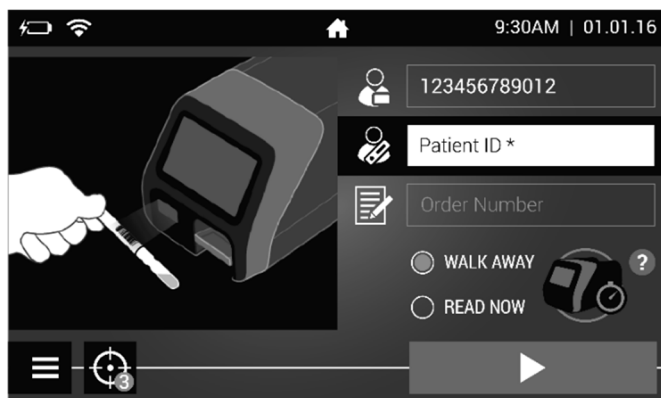 9:30AM | 01.01.16
123456789012
Patient ID *
Order Number
WALK AWAY
?
READ NOW
3